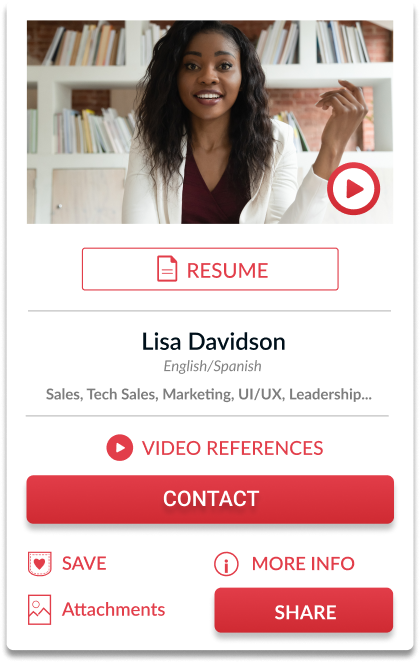 RESUME
Lisa Davidson
English/Spanish
Sales, Tech Sales, Marketing, UI/UX, Leadership...
VIDEO REFERENCES
CONTACT
SAVE
MORE INFO
Attachments
SHARE